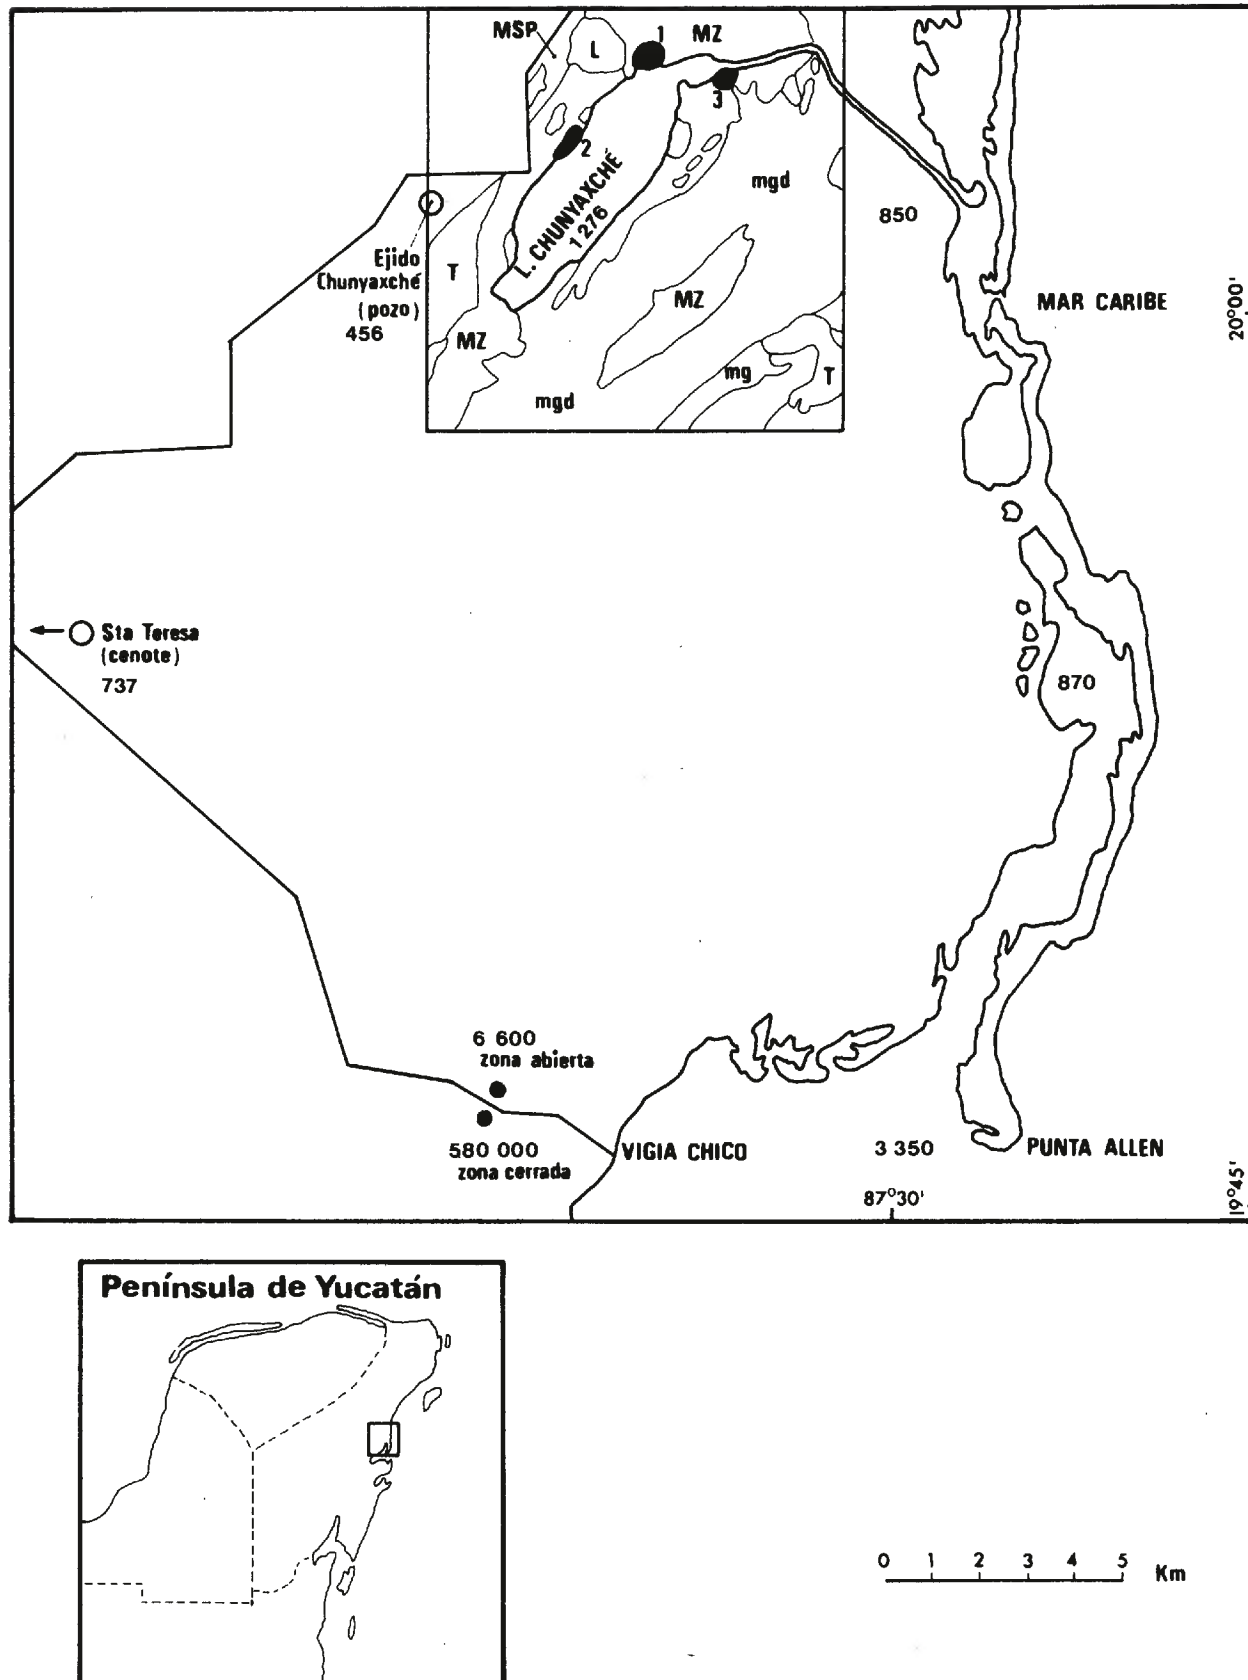 MSP
L
1
MZ
3
2
L. CHUNYAXCHÉ
1 276
mgd
850
Ejido
Chunyaxché
(pozo)
456
T
MZ
MZ
MAR CARIBE
20°00'
mg
T
mgd
Sta Teresa
(cenote)
737
870
6 600
zona abierta
580 000
zona cerrada
VIGIA CHICO
3 350
PUNTA ALLEN
87°30'
19°45'
Península de Yucatán
0 1 2 3 4 5 Km